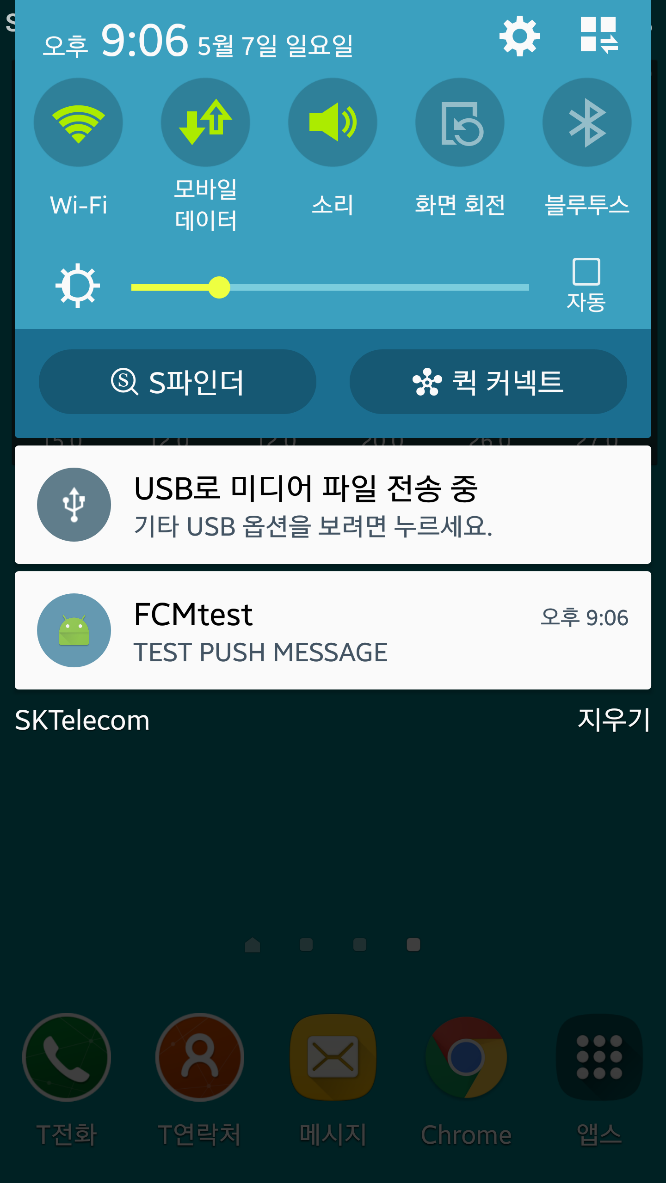 오후 9:06 5월 7일 일요일
Wi-Fi
모바일
데이터
소리
화면 회전
블루투스
자동
S파인더
퀵 커넥트
USB로 미디어 파일 전송 중
기타 USB 옵션을 보려면 누르세요.
FCMtest
오후 9:06
TEST PUSH MESSAGE
SKTelecom
지우기
T전화
T연락처
메시지
Chrome
앱스